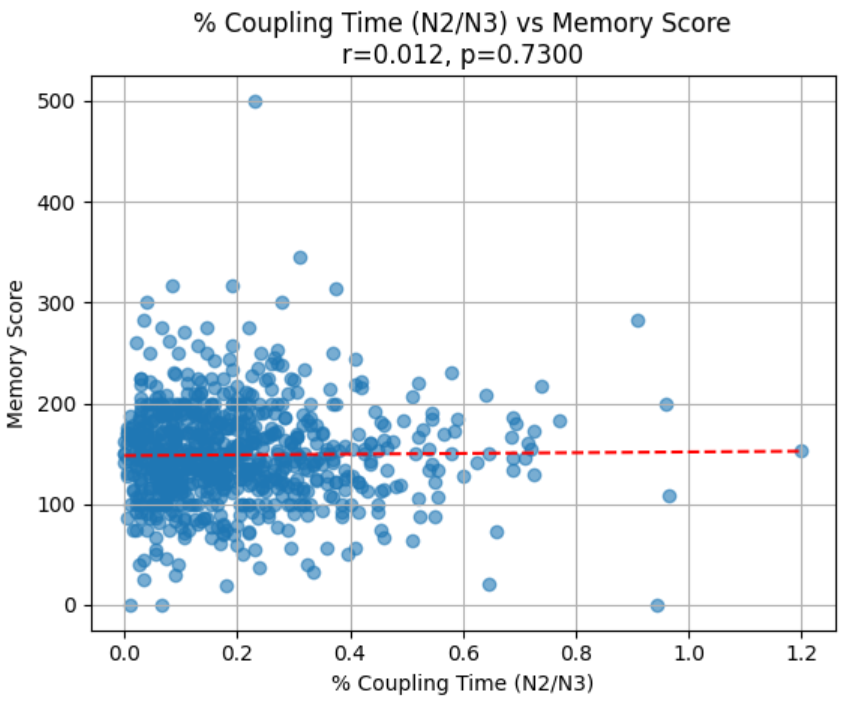 % Coupling Time (N2/N3) vs Memory Score
r=0.012, p=0.7300
500
400
300
200
100
0
Memory Score
0.0 0.2 0.4 0.6 0.8 1.0 1.2
% Coupling Time (N2/N3)